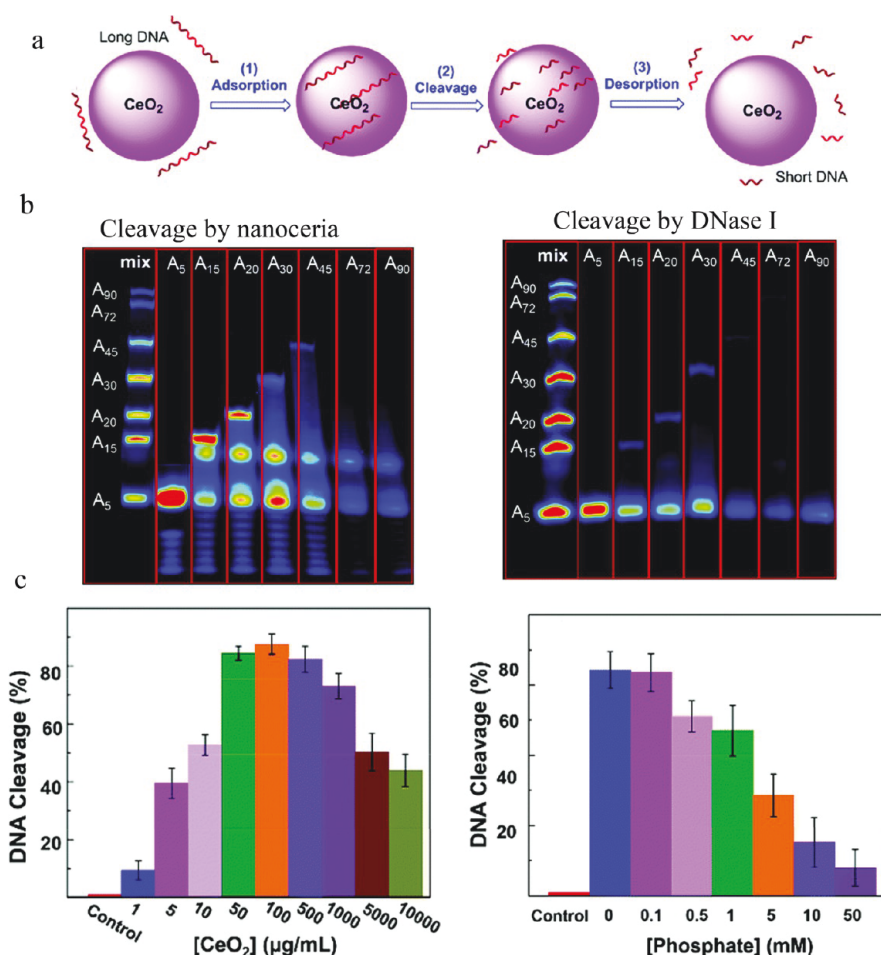 a
Long DNA
CeO2
(1)
Adsorption
CeO2
(2)
Cleavage
CeO2
(3)
Desorption
CeO2
Short DNA
b
Cleavage by nanoceria
mix A5 A15 A20 A30 A45 A72 A90
A90
A72
A45
A30
A20
A15
A5
Cleavage by DNase I
mix A5 A15 A20 A30 A45 A72 A90
A90
A72
A45
A30
A20
A15
A5
c
DNA Cleavage (%)
80
60
40
20
Control 1 5 10 50 100 500 1000 5000 10000
[CeO2] (µg/mL)
DNA Cleavage (%)
80
60
40
20
Control 0 0.1 0.5 1 5 10 50
[Phosphate] (mM)